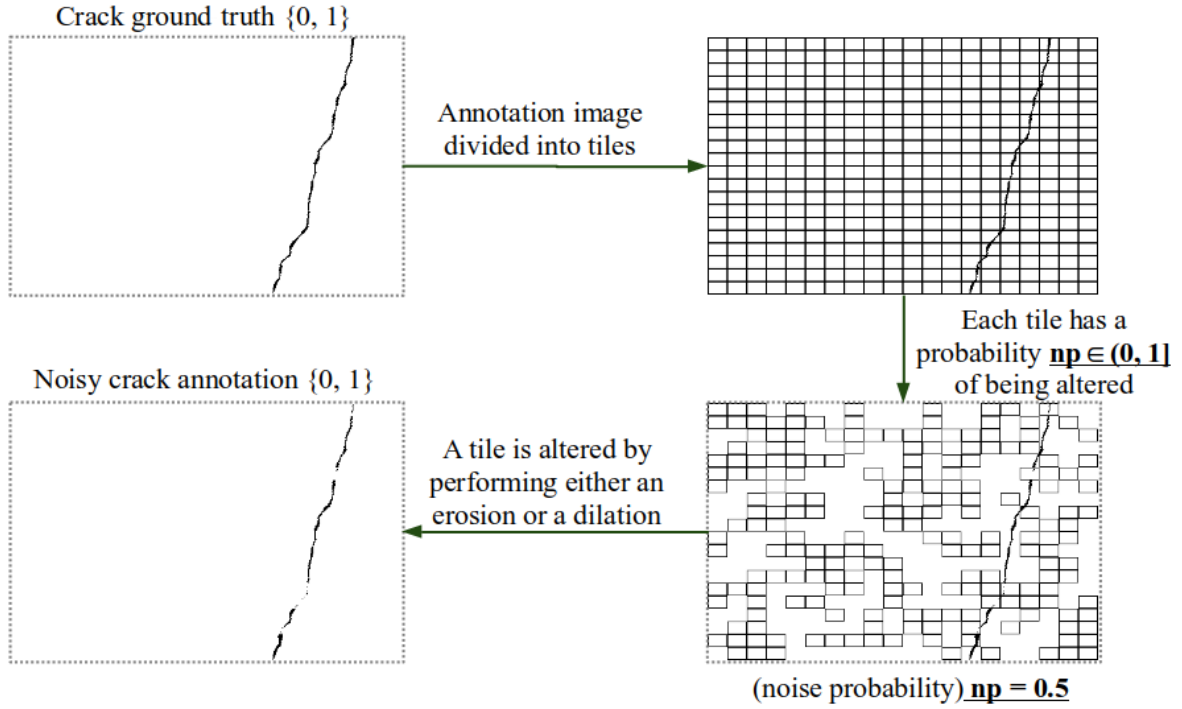 Crack ground truth {0, 1}
Annotation image
divided into tiles
Each tile has a
probability np ∈ (0, 1]
of being altered
Noisy crack annotation {0, 1}
A tile is altered by
performing either an
erosion or a dilation
(noise probability) np = 0.5